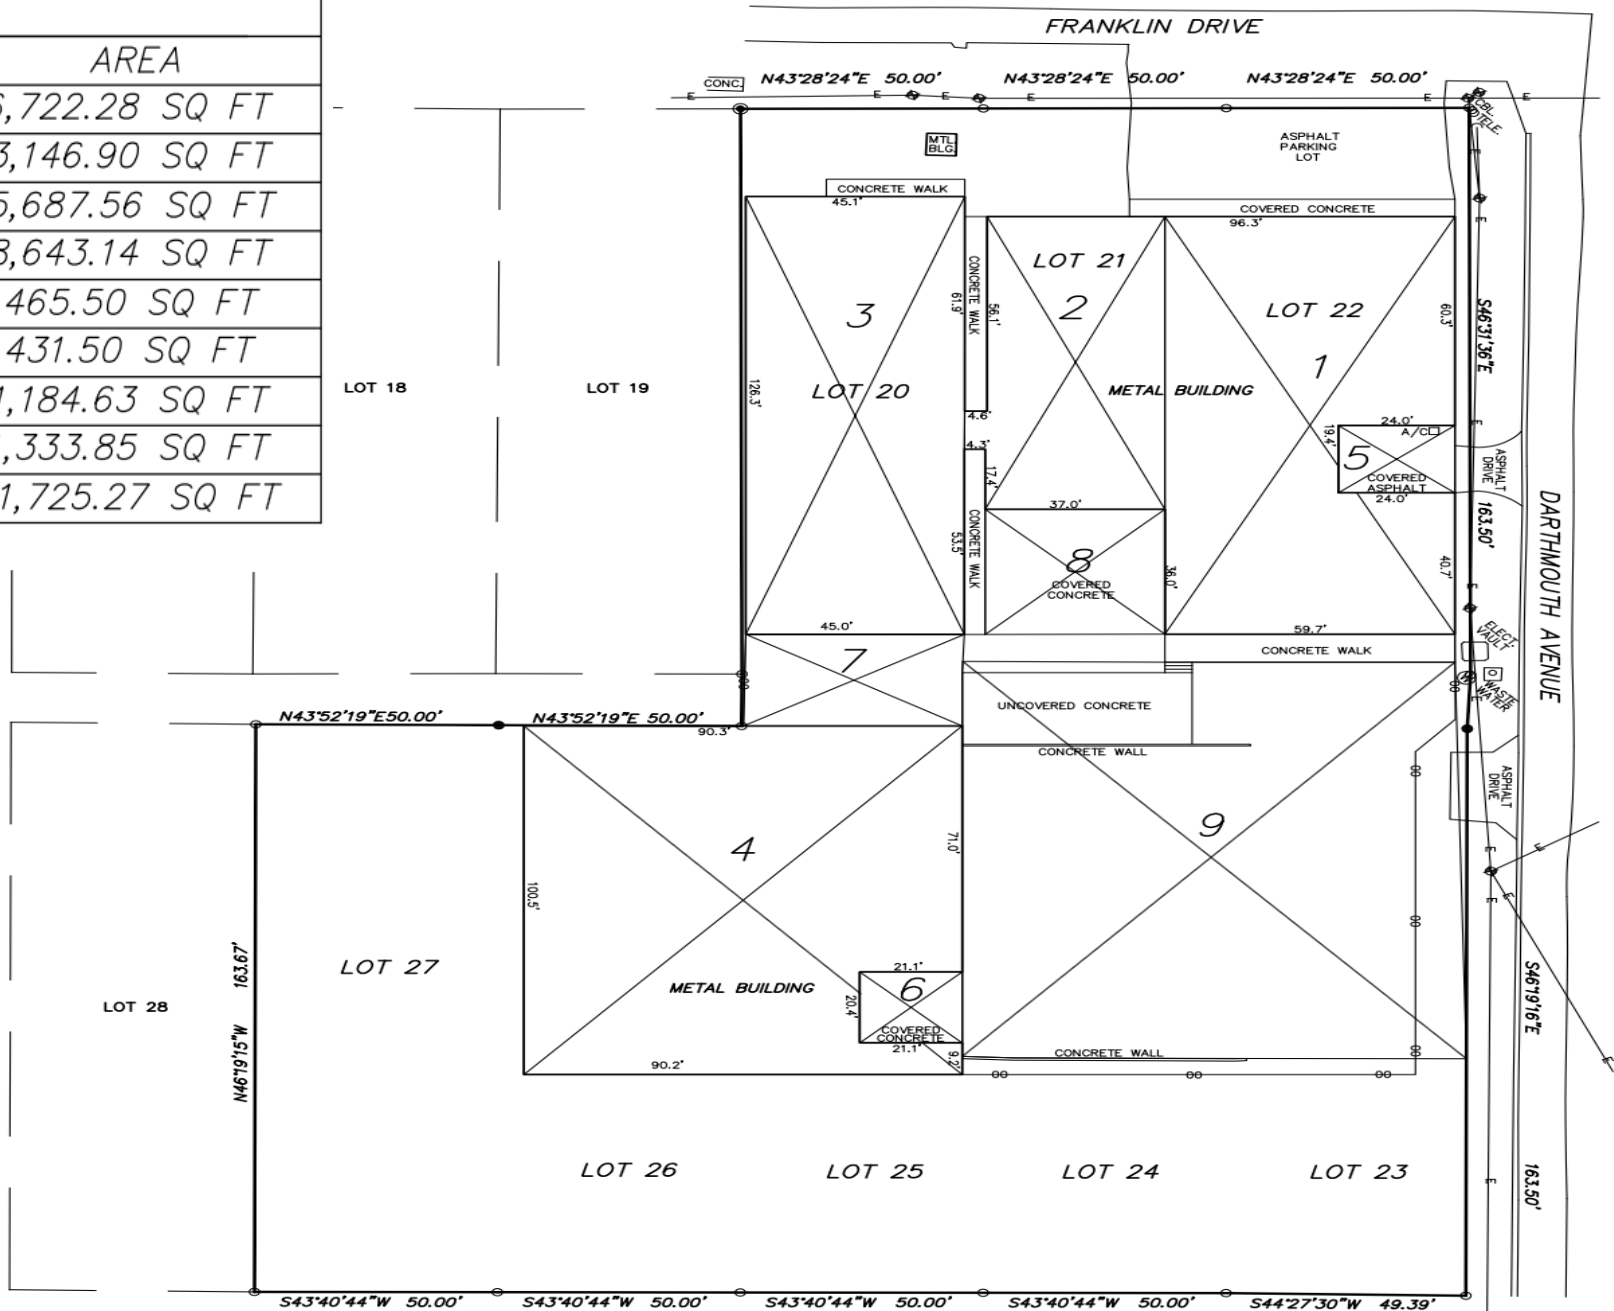 AREA
,722.28 SQ FT
3,146.90 SQ FT
5,687.56 SQ FT
8,643.14 SQ FT
465.50 SQ FT
431.50 SQ FT
1,184.63 SQ FT
,333.85 SQ FT
1,725.27 SQ FT
FRANKLIN DRIVE
CONC.
N43°28'24"E 50.00'
N43°28'24"E 50.00'
N43°28'24"E 50.00'
E
E
E
E
E
E
CBL.
TELE.
MTL
BLG.
ASPHALT
PARKING
LOT
E
E
CONCRETE WALK
45.1'
COVERED CONCRETE
96.3'
LOT 21
2
LOT 22
1
3
LOT 20
CONCRETE WALK
61.9'
56.1'
60.3'
S46°31'36"E
163.50'
LOT 18
LOT 19
126.3'
METAL BUILDING
4.6'
4.3'
17.4'
24.0'
A/C
19.4'
5
COVERED
ASPHALT
24.0'
E
ASPHALT
DRIVE
DARTHMOUTH AVENUE
37.0'
CONCRETE WALK
53.5'
8
COVERED
CONCRETE
36.0'
40.7'
E
45.0'
59.7'
CONCRETE WALK
ELECT.
VAULT
7
WASTE
WATER
E
N43°52'19"E50.00'
N43°52'19"E 50.00'
90.3'
UNCOVERED CONCRETE
CONCRETE WALL
ASPHALT
DRIVE
4
71.0'
9
E
E
E
E
E
100.5'
LOT 27
N46°19'15"W 163.67'
LOT 28
METAL BUILDING
21.1'
6
20.4'
COVERED
CONCRETE
21.1'
9.2'
CONCRETE WALL
90.2'
S46°19'16"E
163.50'
LOT 26
LOT 25
LOT 24
LOT 23
E
S43°40'44"W 50.00'
S43°40'44"W 50.00'
S43°40'44"W 50.00'
S43°40'44"W 50.00'
S44°27'30"W 49.39'